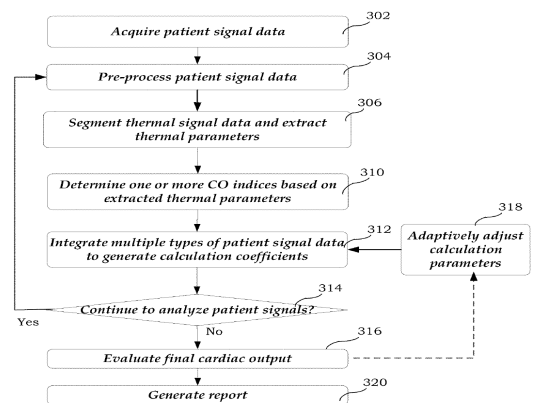 302
Acquire patient signal data
304
Pre-process patient signal data
306
Segment thermal signal data and extract
thermal parameters
310
Determine one or more CO indices based on
extracted thermal parameters
312
Integrate multiple types of patient signal data
to generate calculation coefficients
318
Adaptively adjust
calculation
parameters
314
Continue to analyze patient signals?
Yes
No
316
Evaluate final cardiac output
320
Generate report